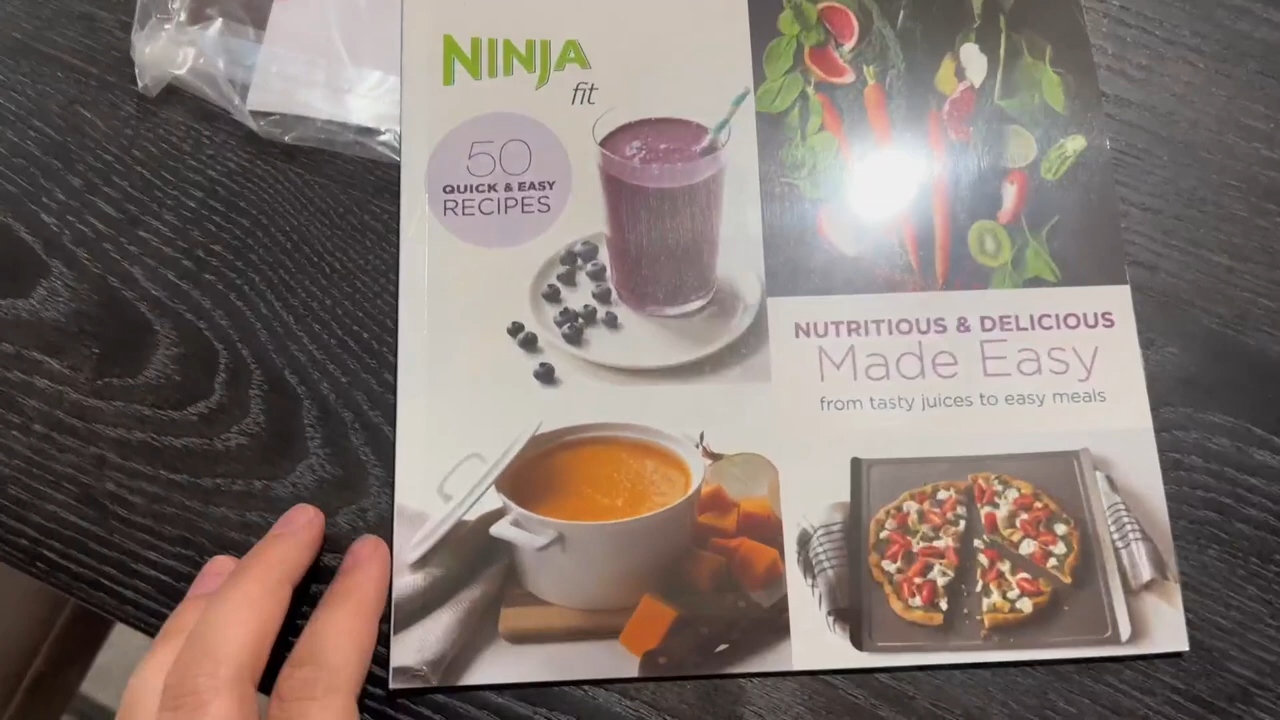 NINJA
fit
50
QUICK & EASY
RECIPES
NUTRITIOUS & DELICIOUS
Made Easy
from tasty juices to easy meals